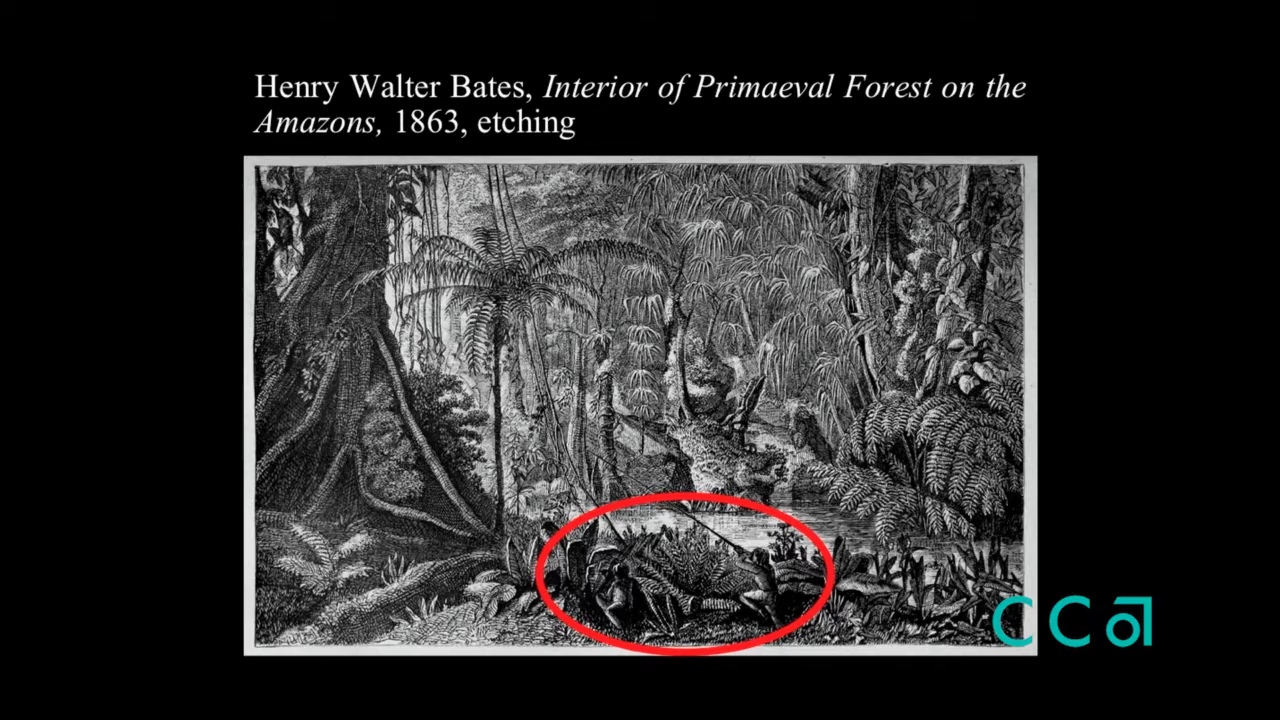 Henry Walter Bates, Interior of Primaeval Forest on the
Amazons, 1863, etching
CCa